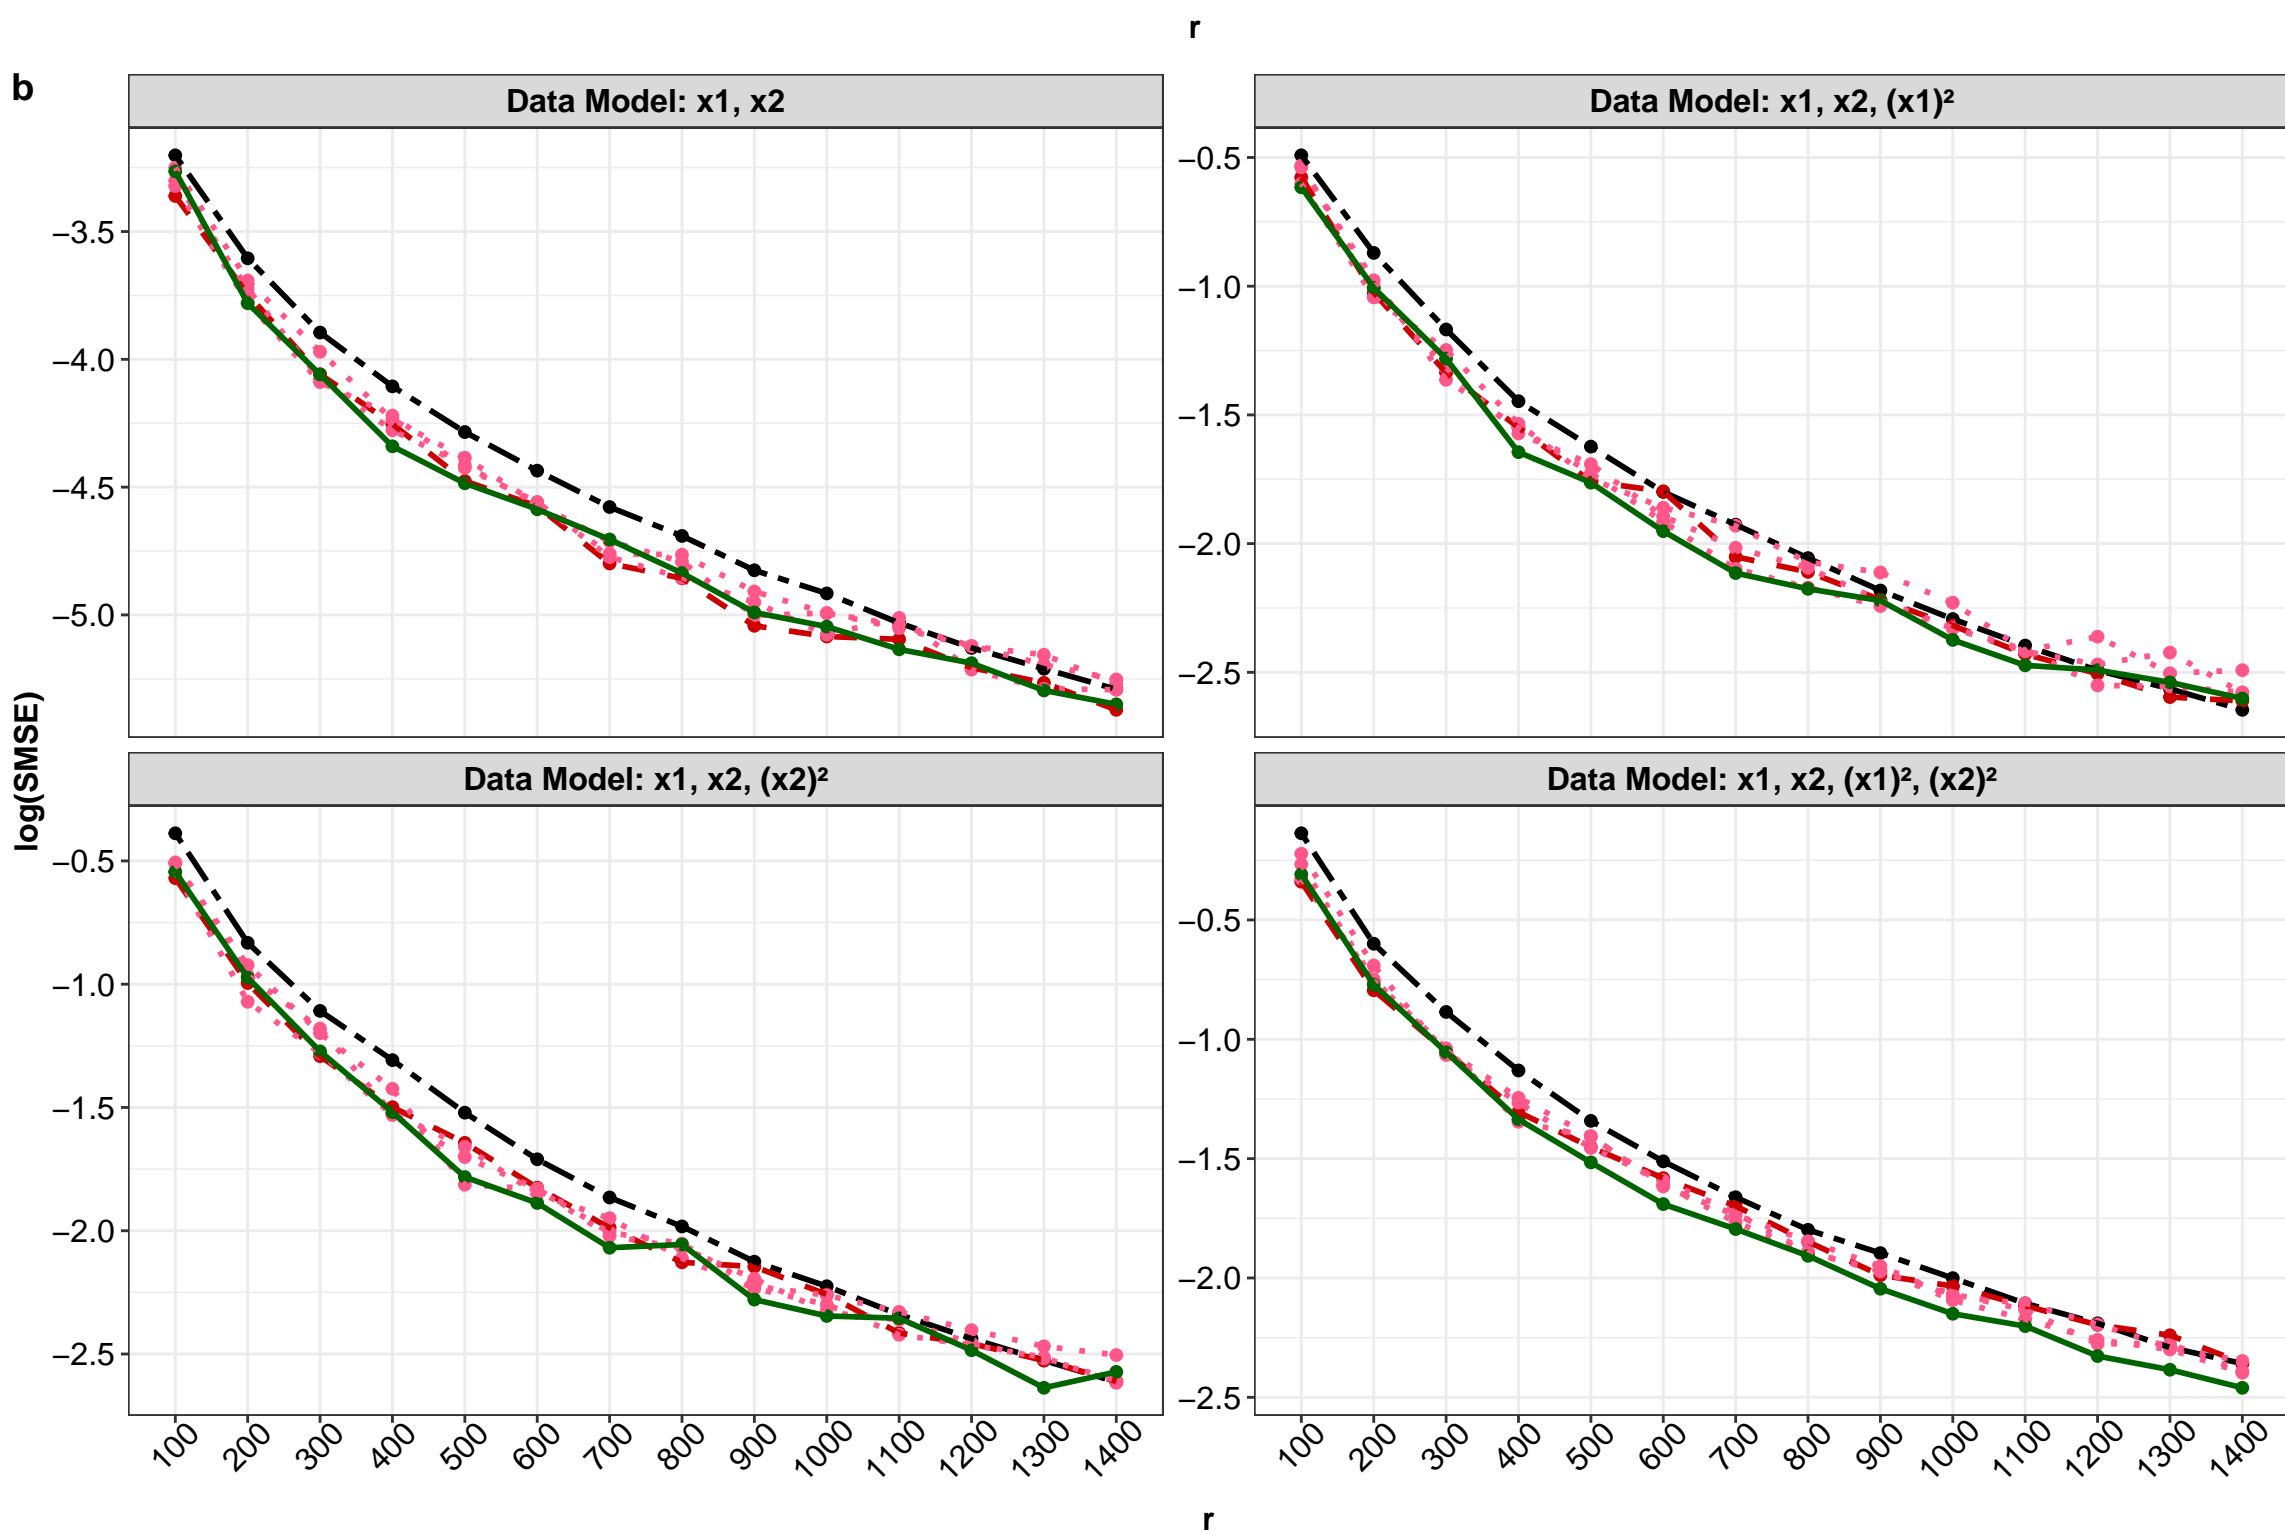 r
b
Data Model: x1, x2
Data Model: x1, x2, (x1)²
−3.5
−4.0
−4.5
−5.0
−0.5
−1.0
−1.5
−2.0
−2.5
log(SMSE)
Data Model: x1, x2, (x2)²
Data Model: x1, x2, (x1)², (x2)²
−0.5
−1.0
−1.5
−2.0
−2.5
−0.5
−1.0
−1.5
−2.0
−2.5
100 200 300 400 500 600 700 800 900 1000 1100 1200 1300 1400
100 200 300 400 500 600 700 800 900 1000 1100 1200 1300 1400
r